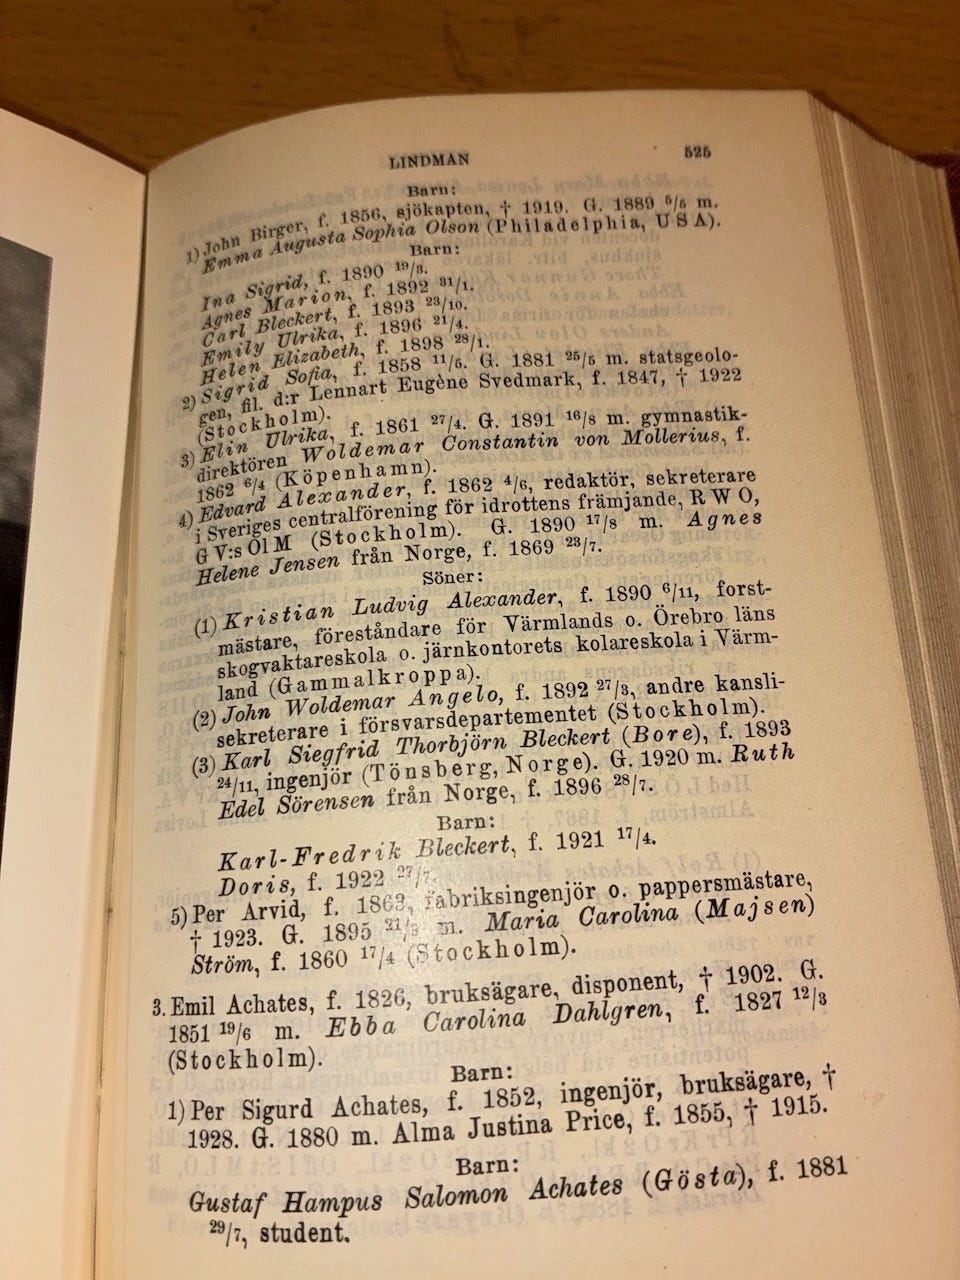 LINDMAN 525
Barn:
1) John Birger, f. 1856, sjökapten, † 1919. G. 1889 5/5 m.
Emma Augusta Sophia Olson (Philadelphia, U S A).
Barn:
Ina Sigrid, f. 1890 19/3.
Agnes Marion, f. 1892 31/1.
Carl Bleckert, f. 1893 23/10.
Emily Ulrika, f. 1896 21/4.
Helen Elizabeth, f. 1898 28/1.
2) Sigrid Sofia, f. 1858 11/5. G. 1881 25/5 m. statsgeolo-
gen, fil. d:r Lennart Eugène Svedmark, f. 1847, † 1922
(Stockholm).
3) Elin Ulrika, f. 1861 27/4. G. 1891 16/8 m. gymnastik-
direktören Woldemar Constantin von Mollerius, f.
1862 6/4 (Köpenhamn).
4) Edvard Alexander, f. 1862 4/6, redaktör, sekreterare
i Sveriges centralförening för idrottens främjande, R W O,
G V:s Ol M (Stockholm). G. 1890 17/8 m. Agnes
Helene Jensen från Norge, f. 1869 23/7.
Söner:
(1) Kristian Ludvig Alexander, f. 1890 6/11, forst-
mästare, föreståndare för Värmlands o. Örebro läns
skogvaktareskola o. järnkontorets kolareskola i Värm-
land (Gammalkroppa).
(2) John Woldemar Angelo, f. 1892 27/3, andre kansli-
sekreterare i försvarsdepartementet (Stockholm).
(3) Karl Siegfrid Thorbjörn Bleckert (Bore), f. 1893
24/11, ingenjör (Tönsberg, Norge). G. 1920 m. Ruth
Edel Sörensen från Norge, f. 1896 28/7.
Barn:
Karl-Fredrik Bleckert, f. 1921 17/4.
Doris, f. 1922 27/7.
5) Per Arvid, f. 1863, fabriksingenjör o. pappersmästare,
† 1923. G. 1895 m. Maria Carolina (Majsen)
Ström, f. 1860 17/4 (Stockholm).
3. Emil Achates, f. 1826, bruksägare, disponent, † 1902. G.
1851 19/6 m. Ebba Carolina Dahlgren, f. 1827 12/3
(Stockholm).
Barn:
1) Per Sigurd Achates, f. 1852, ingenjör, bruksägare, †
1928. G. 1880 m. Alma Justina Price, f. 1855, † 1915.
Barn:
Gustaf Hampus Salomon Achates (Gösta), f. 1881
29/7, student.